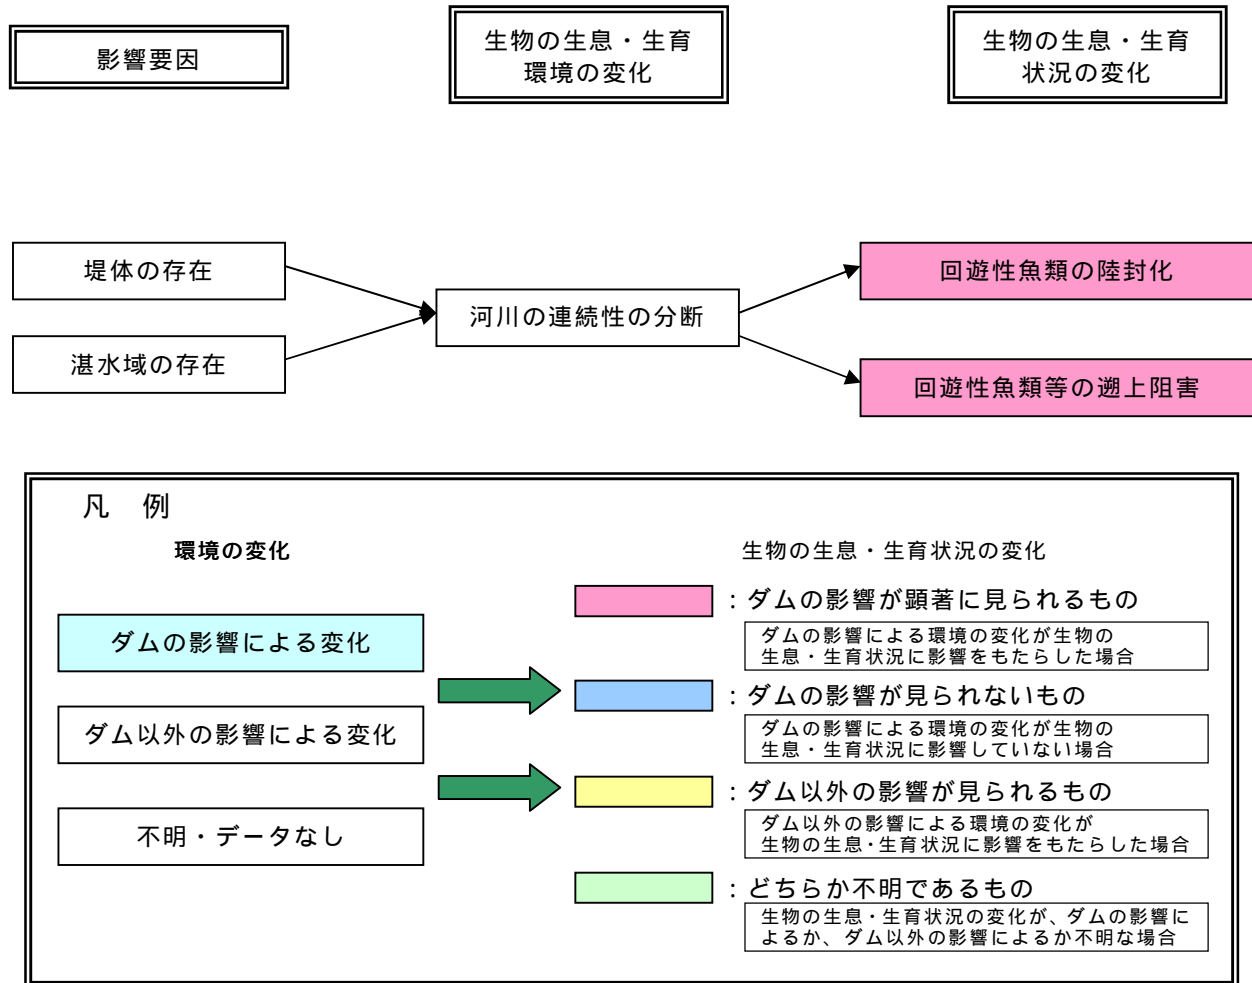 影響要因
生物の生息・生育
環境の変化
生物の生息・生育
状況の変化
堤体の存在
湛水域の存在
河川の連続性の分断
回遊性魚類の陸封化
回遊性魚類等の遡上阻害
凡 例
環境の変化
生物の生息・生育状況の変化
ダムの影響による変化
ダム以外の影響による変化
不明・データなし
：ダムの影響が顕著に見られるもの
ダムの影響による環境の変化が生物の
生息・生育状況に影響をもたらした場合
：ダムの影響が見られないもの
ダムの影響による環境の変化が生物の
生息・生育状況に影響していない場合
：ダム以外の影響が見られるもの
ダム以外の影響による環境の変化が
生物の生息・生育状況に影響をもたらした場合
：どちらか不明であるもの
生物の生息・生育状況の変化が、ダムの影響に
よるか、ダム以外の影響によるか不明な場合